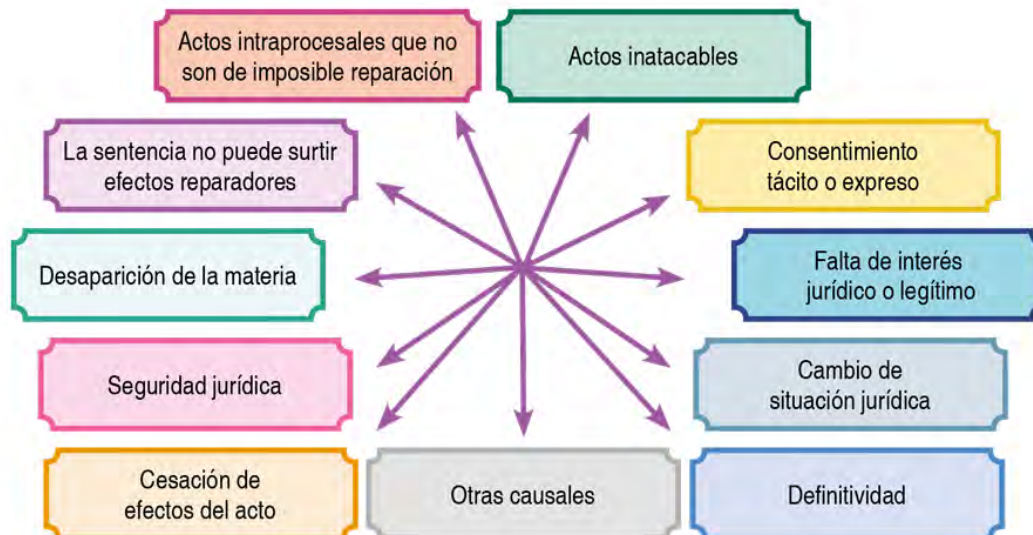 Actos intraprocesales que no
son de imposible reparación
Actos inatacables
La sentencia no puede surtir
efectos reparadores
Consentimiento
tácito o expreso
Desaparición de la materia
Falta de interés
jurídico o legítimo
Seguridad jurídica
Cambio de
situación jurídica
Cesación de
efectos del acto
Otras causales
Definitividad